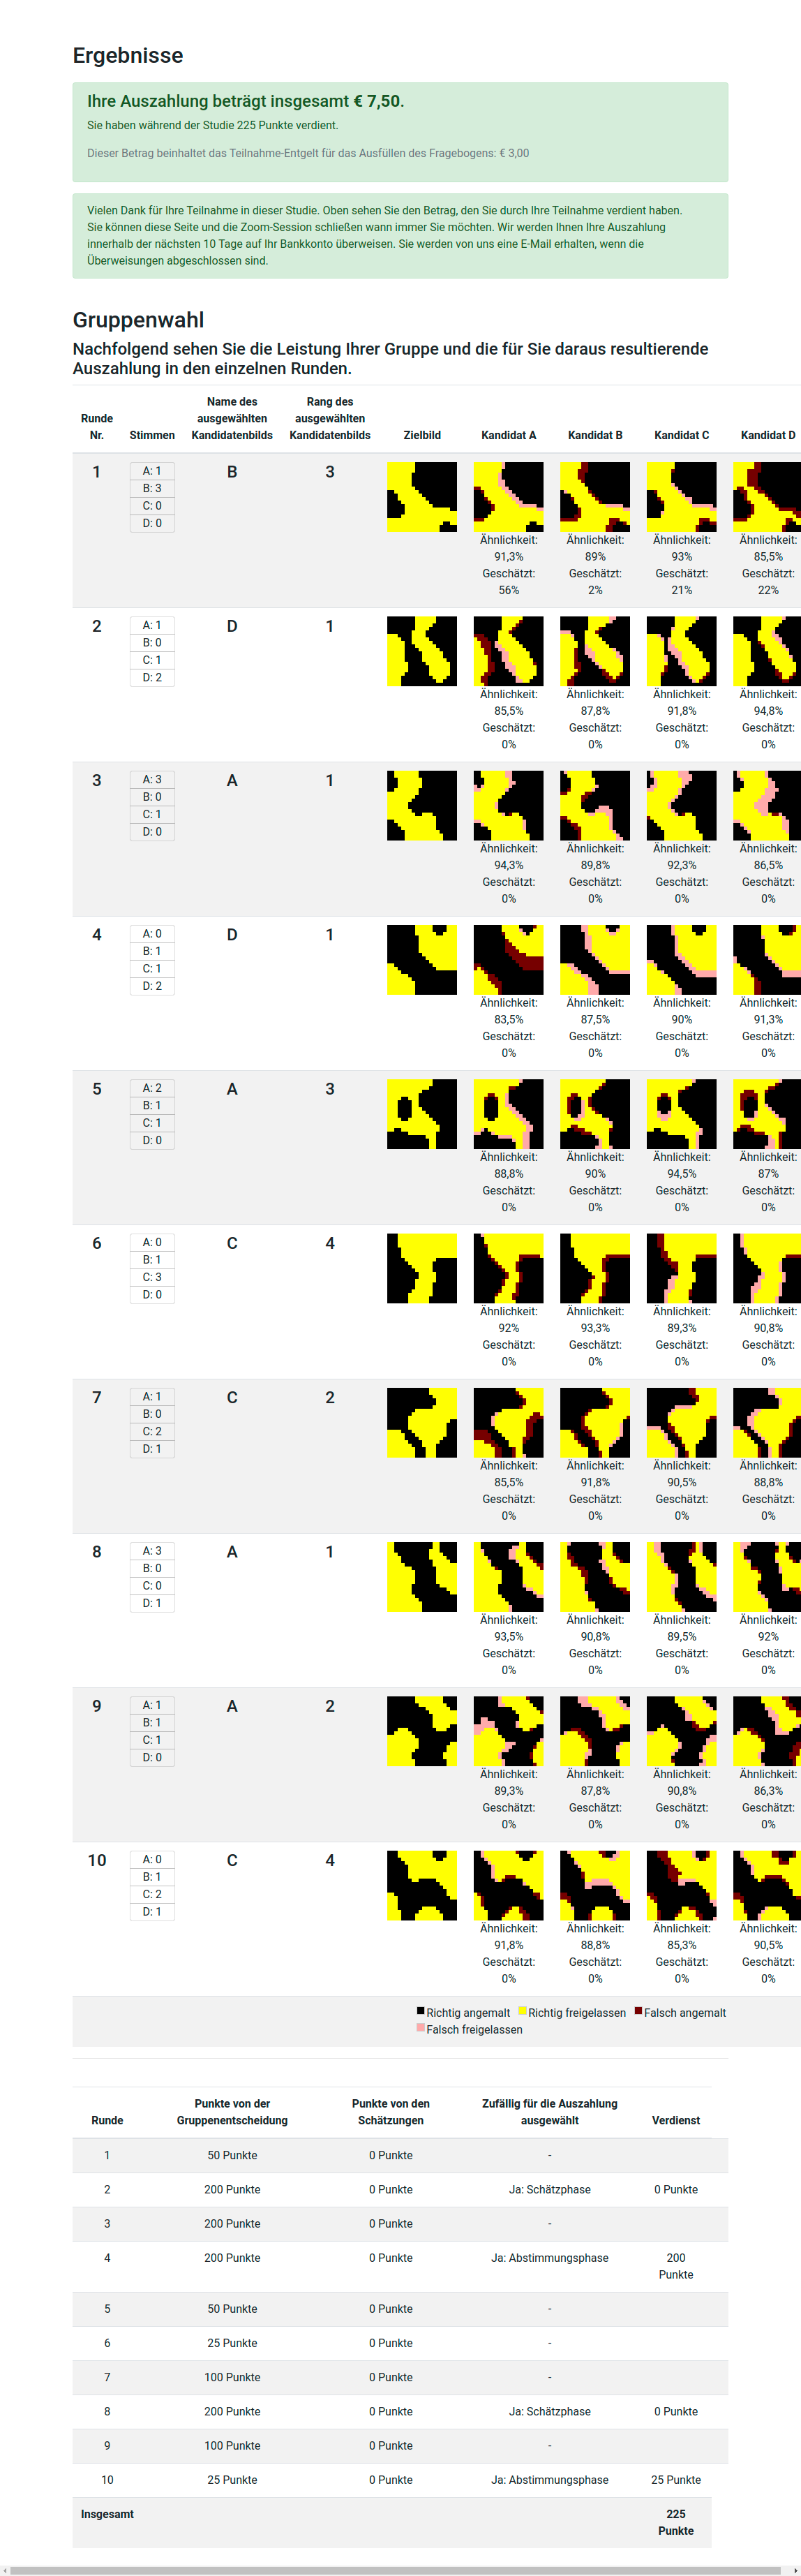 Ergebnisse
Ihre Auszahlung beträgt insgesamt € 7,50.
Sie haben während der Studie 225 Punkte verdient.
Dieser Betrag beinhaltet das Teilnahme-Entgelt für das Ausfüllen des Fragebogens: € 3,00
Vielen Dank für Ihre Teilnahme in dieser Studie. Oben sehen Sie den Betrag, den Sie durch Ihre Teilnahme verdient haben.
Sie können diese Seite und die Zoom-Session schließen wann immer Sie möchten. Wir werden Ihnen Ihre Auszahlung
innerhalb der nächsten 10 Tage auf Ihr Bankkonto überweisen. Sie werden von uns eine E-Mail erhalten, wenn die
Überweisungen abgeschlossen sind.
Gruppenwahl
Nachfolgend sehen Sie die Leistung Ihrer Gruppe und die für Sie daraus resultierende
Auszahlung in den einzelnen Runden.
Runde Nr. Stimmen Name des ausgewählten Kandidatenbilds Rang des ausgewählten Kandidatenbilds Zielbild Kandidat A Kandidat B Kandidat C Kandidat D
1 A: 1 B 3
B: 3
C: 0
D: 0
Ähnlichkeit: Ähnlichkeit: Ähnlichkeit: Ähnlichkeit:
91,3% 89% 93% 85,5%
Geschätzt: Geschätzt: Geschätzt: Geschätzt:
56% 2% 21% 22%
2 A: 1 D 1
B: 0
C: 1
D: 2
Ähnlichkeit: Ähnlichkeit: Ähnlichkeit: Ähnlichkeit:
85,5% 87,8% 91,8% 94,8%
Geschätzt: Geschätzt: Geschätzt: Geschätzt:
0% 0% 0% 0%
3 A: 3 A 1
B: 0
C: 1
D: 0
Ähnlichkeit: Ähnlichkeit: Ähnlichkeit: Ähnlichkeit:
94,3% 89,8% 92,3% 86,5%
Geschätzt: Geschätzt: Geschätzt: Geschätzt:
0% 0% 0% 0%
4 A: 0 D 1
B: 1
C: 1
D: 2
Ähnlichkeit: Ähnlichkeit: Ähnlichkeit: Ähnlichkeit:
83,5% 87,5% 90% 91,3%
Geschätzt: Geschätzt: Geschätzt: Geschätzt:
0% 0% 0% 0%
5 A: 2 A 3
B: 1
C: 1
D: 0
Ähnlichkeit: Ähnlichkeit: Ähnlichkeit: Ähnlichkeit:
88,8% 90% 94,5% 87%
Geschätzt: Geschätzt: Geschätzt: Geschätzt:
0% 0% 0% 0%
6 A: 0 C 4
B: 1
C: 3
D: 0
Ähnlichkeit: Ähnlichkeit: Ähnlichkeit: Ähnlichkeit:
92% 93,3% 89,3% 90,8%
Geschätzt: Geschätzt: Geschätzt: Geschätzt:
0% 0% 0% 0%
7 A: 1 C 2
B: 0
C: 2
D: 1
Ähnlichkeit: Ähnlichkeit: Ähnlichkeit: Ähnlichkeit:
85,5% 91,8% 90,5% 88,8%
Geschätzt: Geschätzt: Geschätzt: Geschätzt:
0% 0% 0% 0%
8 A: 3 A 1
B: 0
C: 0
D: 1
Ähnlichkeit: Ähnlichkeit: Ähnlichkeit: Ähnlichkeit:
93,5% 90,8% 89,5% 92%
Geschätzt: Geschätzt: Geschätzt: Geschätzt:
0% 0% 0% 0%
9 A: 1 A 2
B: 1
C: 1
D: 0
Ähnlichkeit: Ähnlichkeit: Ähnlichkeit: Ähnlichkeit:
89,3% 87,8% 90,8% 86,3%
Geschätzt: Geschätzt: Geschätzt: Geschätzt:
0% 0% 0% 0%
10 A: 0 C 4
B: 1
C: 2
D: 1
Ähnlichkeit: Ähnlichkeit: Ähnlichkeit: Ähnlichkeit:
91,8% 88,8% 85,3% 90,5%
Geschätzt: Geschätzt: Geschätzt: Geschätzt:
0% 0% 0% 0%
Richtig angemalt Richtig freigelassen Falsch angemalt
Falsch freigelassen
Runde Punkte von der Gruppenentscheidung Punkte von den Schätzungen Zufällig für die Auszahlung ausgewählt Verdienst
1 50 Punkte 0 Punkte -
2 200 Punkte 0 Punkte Ja: Schätzphase 0 Punkte
3 200 Punkte 0 Punkte -
4 200 Punkte 0 Punkte Ja: Abstimmungsphase 200 Punkte
5 50 Punkte 0 Punkte -
6 25 Punkte 0 Punkte -
7 100 Punkte 0 Punkte -
8 200 Punkte 0 Punkte Ja: Schätzphase 0 Punkte
9 100 Punkte 0 Punkte -
10 25 Punkte 0 Punkte Ja: Abstimmungsphase 25 Punkte
Insgesamt 225 Punkte